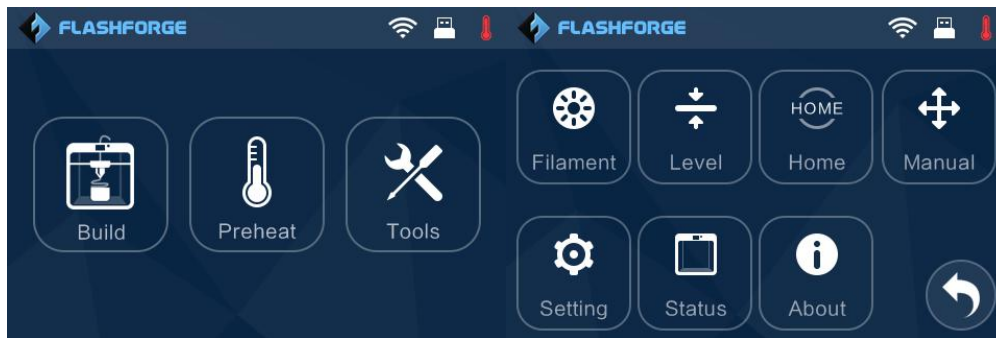 FLASHFORGE
Build Preheat Tools
FLASHFORGE
HOME
Filament Level Home Manual
Setting Status About